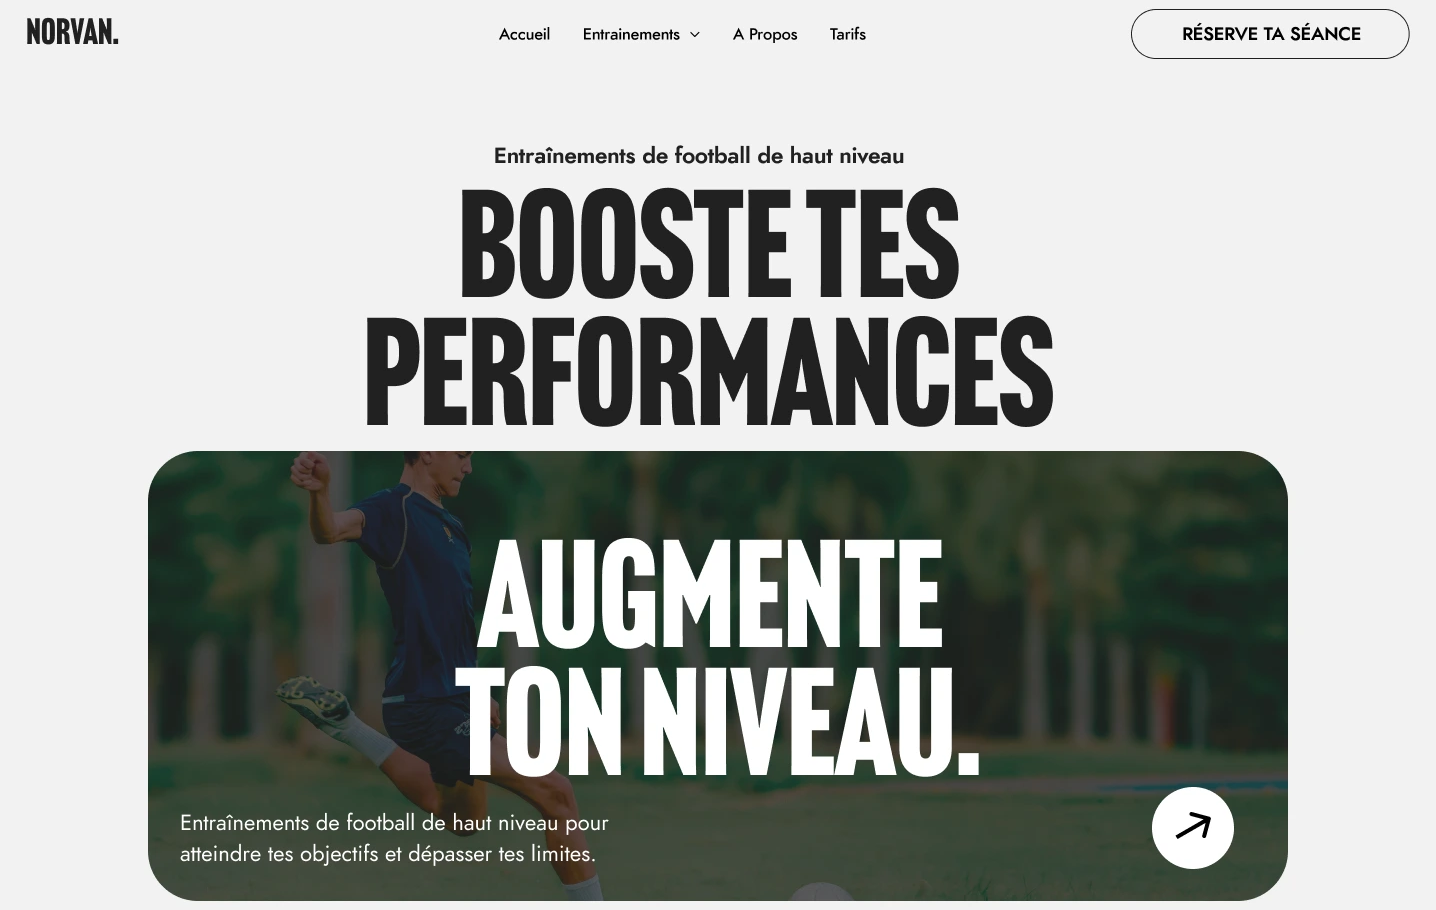 NORVAN.
Accueil
Entrainements
A Propos
Tarifs
RÉSERVE TA SÉANCE
Entraînements de football de haut niveau
BOOSTE TES
PERFORMANCES
AUGMENTE
TON NIVEAU.
Entraînements de football de haut niveau pour
atteindre tes objectifs et dépasser tes limites.